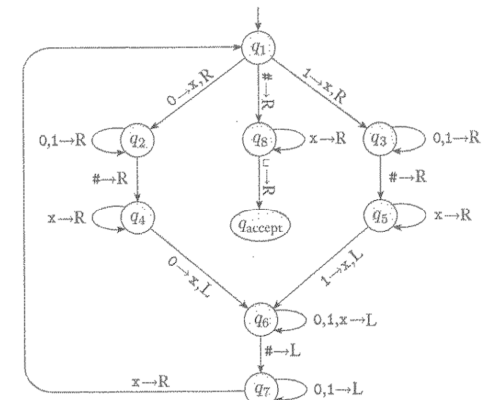 q₁
0→x,R
#→R
1→x,R
0,1→R
q₂
q₈
x→R
q₃
0,1→R
#→R
⊔→R
#→R
x→R
q₄
q_accept
q₅
x→R
0→x,L
1→x,L
q₆
0,1,x→L
#→L
x→R
q₇
0,1→L